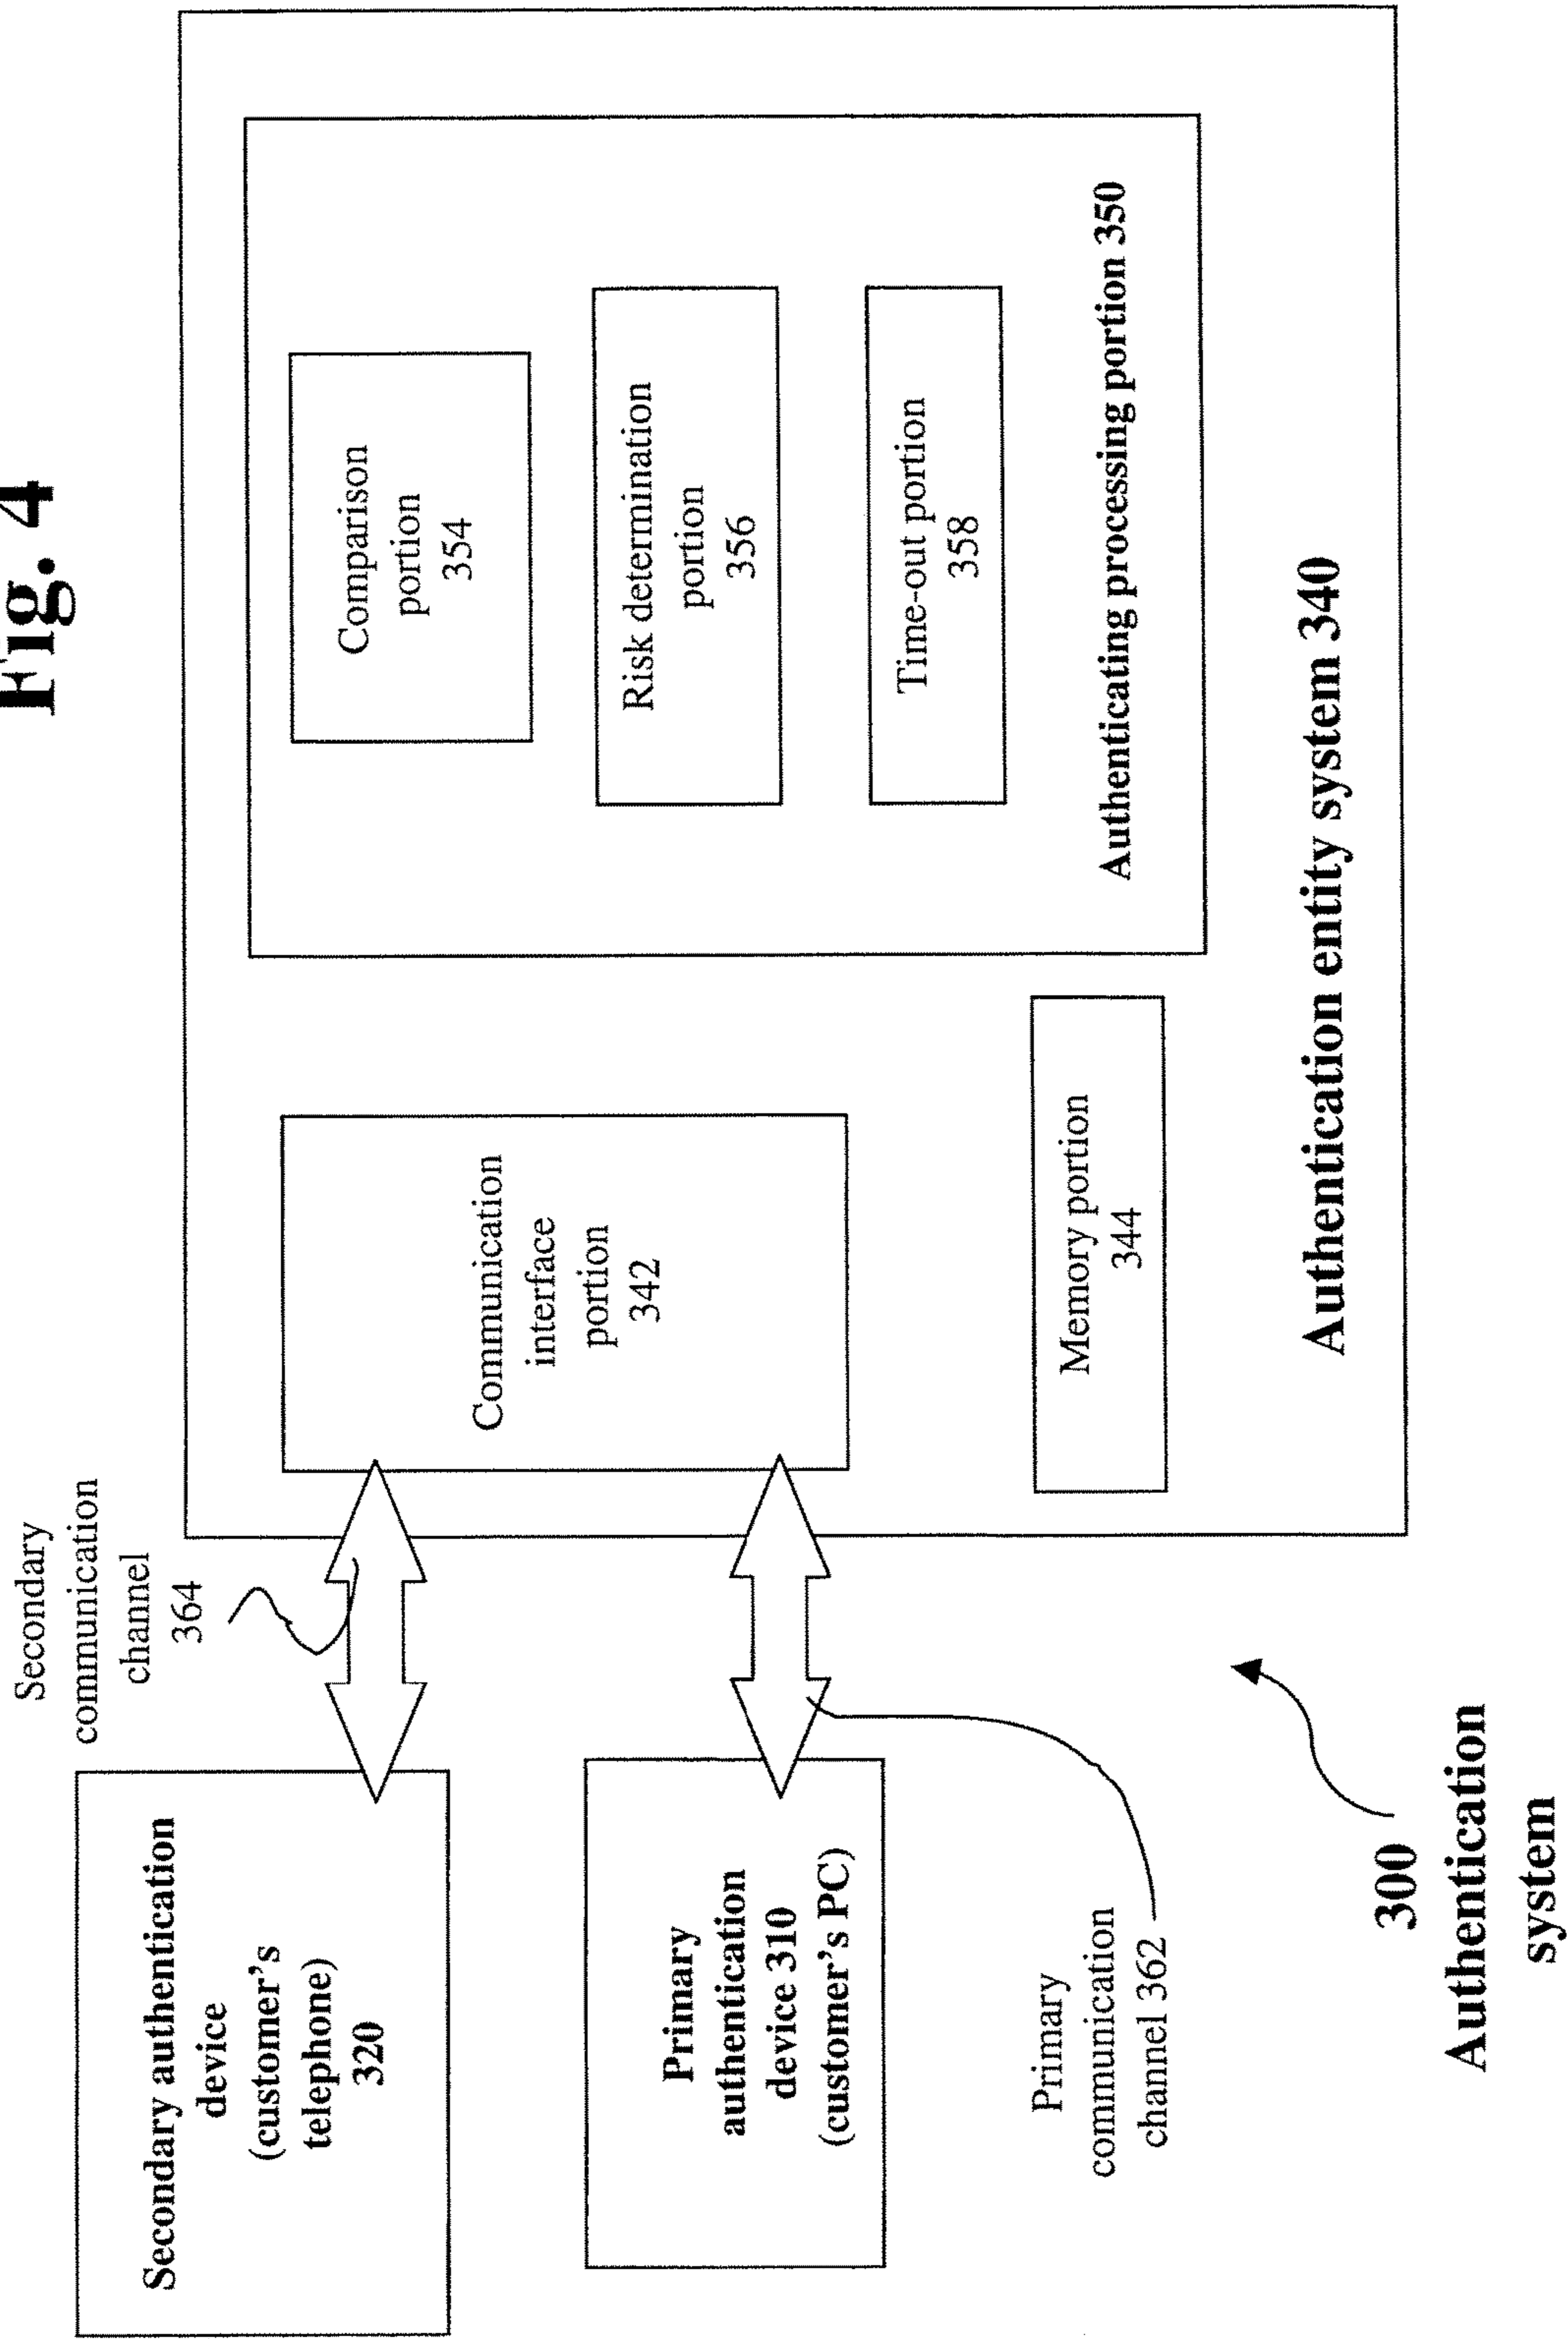 Fig. 4
Secondary authentication
device
(customer's
telephone)
320
Secondary
communication
channel
364
Primary
authentication
device 310
(customer's PC)
Primary
communication
channel 362
300
Authentication
system
Communication
interface
portion
342
Memory portion
344
Comparison
portion
354
Risk determination
portion
356
Time-out portion
358
Authenticating processing portion 350
Authentication entity system 340